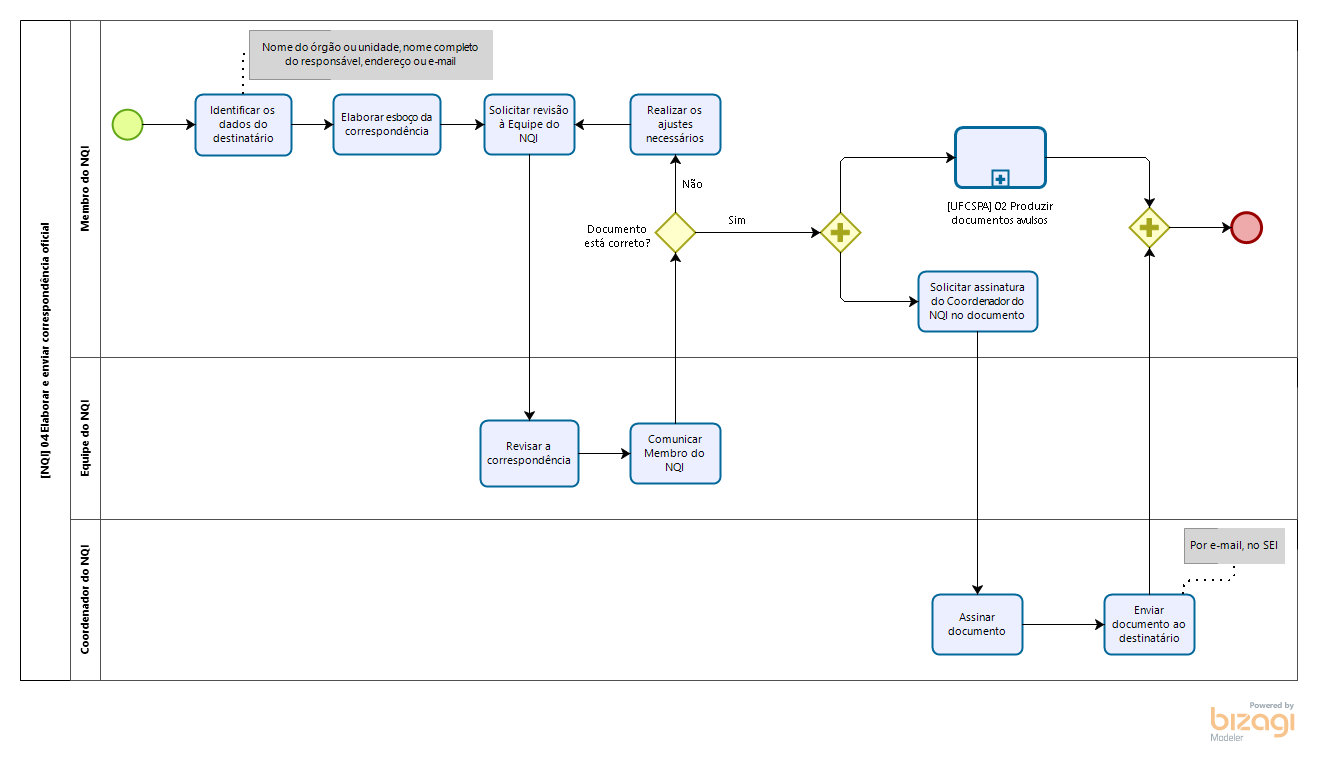 [NQI] 04 Elaborar e enviar correspondência oficial
Membro do NQI
Nome do órgão ou unidade, nome completo
do responsável, endereço ou e-mail
Identificar os
dados do
destinatário
Elaborar esboço da
correspondência
Solicitar revisão
à Equipe do
NQI
Realizar os
ajustes
necessários
Não
Documento
está correto?
Sim
[UFCSPA] 02 Produzir
documentos avulsos
Solicitar assinatura
do Coordenador do
NQI no documento
Equipe do NQI
Revisar a
correspondência
Comunicar
Membro do
NQI
Coordenador do NQI
Por e-mail, no SEI
Assinar
documento
Enviar
documento ao
destinatário
Powered by
bizagi
Modeler